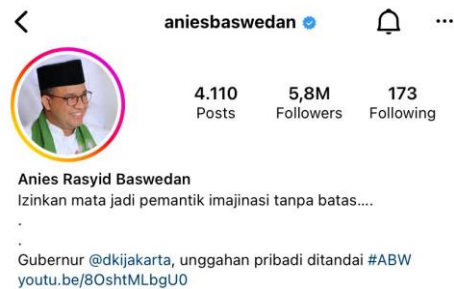 aniesbaswedan
4.110 5,8M 173
Posts Followers Following
Anies Rasyid Baswedan
Izinkan mata jadi pemantik imajinasi tanpa batas....
.
.
Gubernur @dkijakarta, unggahan pribadi ditandai #ABW
youtu.be/8OshtMLbgU0